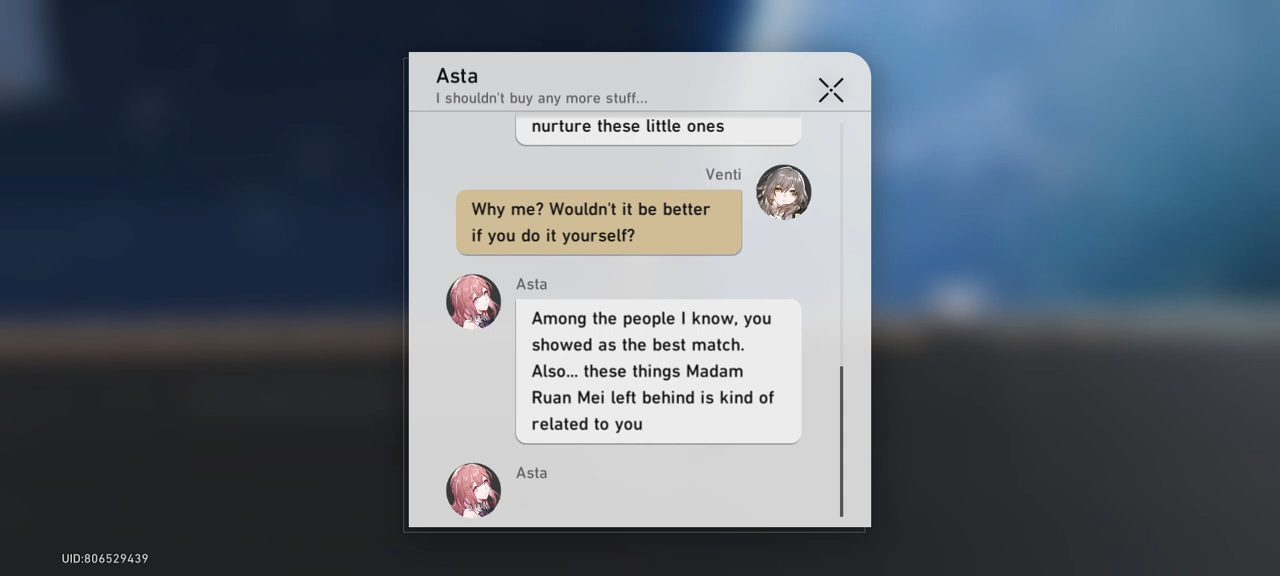 Asta
I shouldn't buy any more stuff...
nurture these little ones
Venti
Why me? Wouldn't it be better
if you do it yourself?
Asta
Among the people I know, you
showed as the best match.
Also... these things Madam
Ruan Mei left behind is kind of
related to you
Asta
UID:806529439